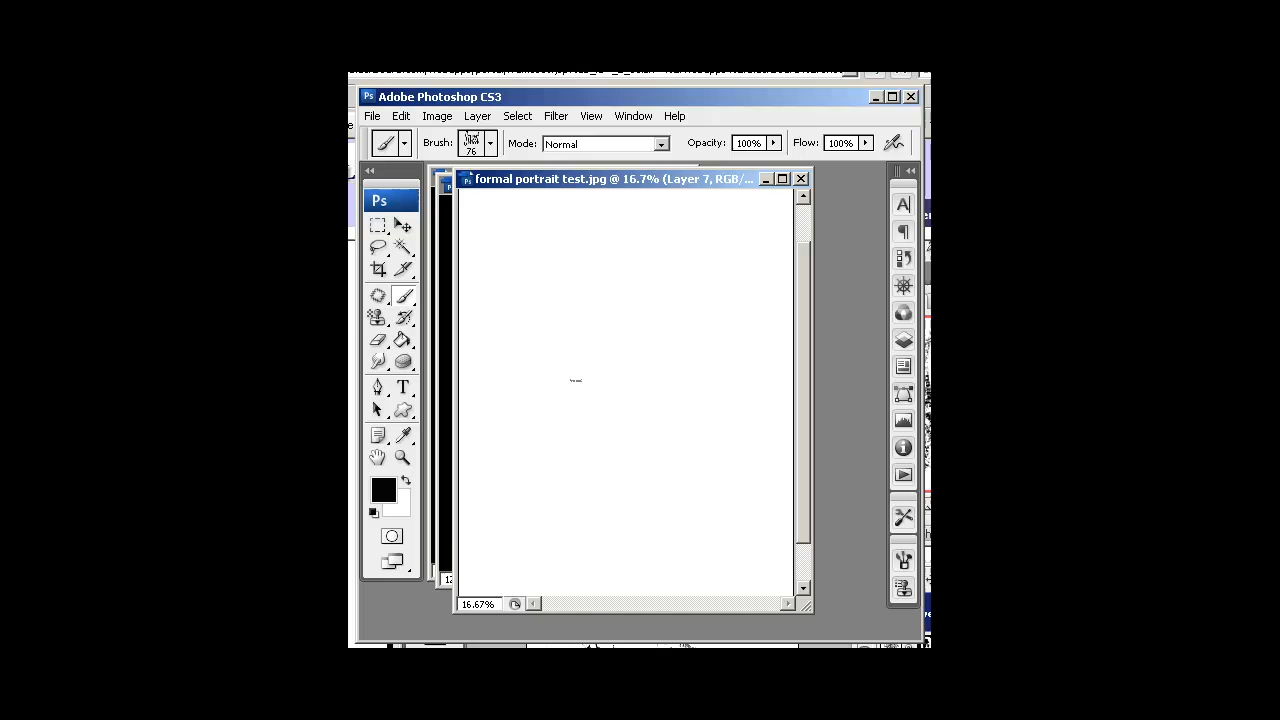 Adobe Photoshop CS3
File Edit Image Layer Select Filter View Window Help
Brush: 76 Mode: Normal Opacity: 100% Flow: 100%
formal portrait test.jpg @ 16.7% (Layer 7, RGB/...
Ps
12
16.67%